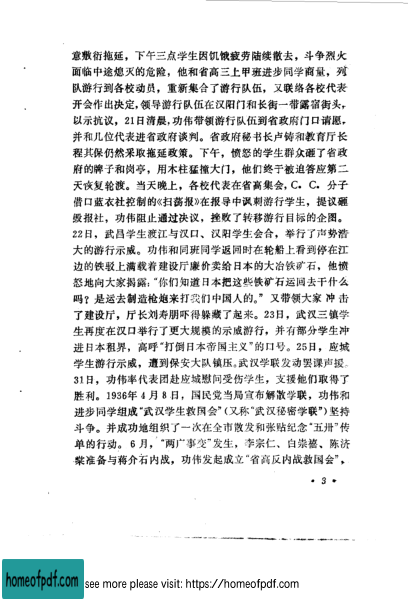 意敷衍拖延，下午三点学生因饥饿疲劳陆续散去，斗争烈火
面临中途熄灭的危险，他和省高三上甲班进步同学商量，列
队游行到各校动员，重新集合了游行队伍，又联络各校代表
开会作出决定，领导游行队伍在汉阳门和长街一带露宿街头，
以示抗议，21日清晨，功伟带领游行队伍到省政府门口请愿，
并和几位代表进省政府谈判。省政府秘书长卢铸和教育厅长
程其保仍然采取拖延政策。下午，愤怒的学生群众砸了省政
府的牌子和岗亭，用木柱猛撞大门，他们终于被迫答应第二
天恢复轮渡。当天晚上，各校代表在省高集会，C．C．分子
借口蓝衣社控制的《扫荡报》在报导中讽刺游行学生，提议砸
毁报社，功伟阻止通过决议，挫败了转移游行目标的企图。
22日，武昌学生渡江与汉口、汉阳学生会合，举行了声势浩
大的游行示威。功伟和同班同学返回时在轮船上看到停在江
边的铁驳上满载着建设厅廉价卖给日本的大冶铁矿石，他愤
怒地向大家揭露：“你们知道日本把这些铁矿石运回去干什么
吗？是运去制造枪炮来打我们中国人的。”又带领大家冲击
了建设厅，厅长刘寿朋吓得躲藏了起来。23日，武汉三镇学
生再度在汉口举行了更大规模的示威游行，并有部分学生冲
进日本租界，高呼“打倒日本帝国主义”的口号。25日，应城
学生游行示威，遭到保安大队镇压。武汉学联发动罢课声援。
31日，功伟率代表团赴应城慰问受伤学生，支援他们取得了
胜利。1936年4月8日，国民党当局宣布解散学联，功伟和
进步同学组成“武汉学生救国会”（又称“武汉秘密学联”）坚持
斗争。并成功地组织了一次在全市散发和张贴纪念“五卅”传
单的行动。6月，“两广事变”发生，李宗仁、白崇禧、陈济
棠准备与蒋介石内战，功伟发起成立“省高反内战救国会”，
• 3 •
homeofpdf.com
see more please visit: https://homeofpdf.com